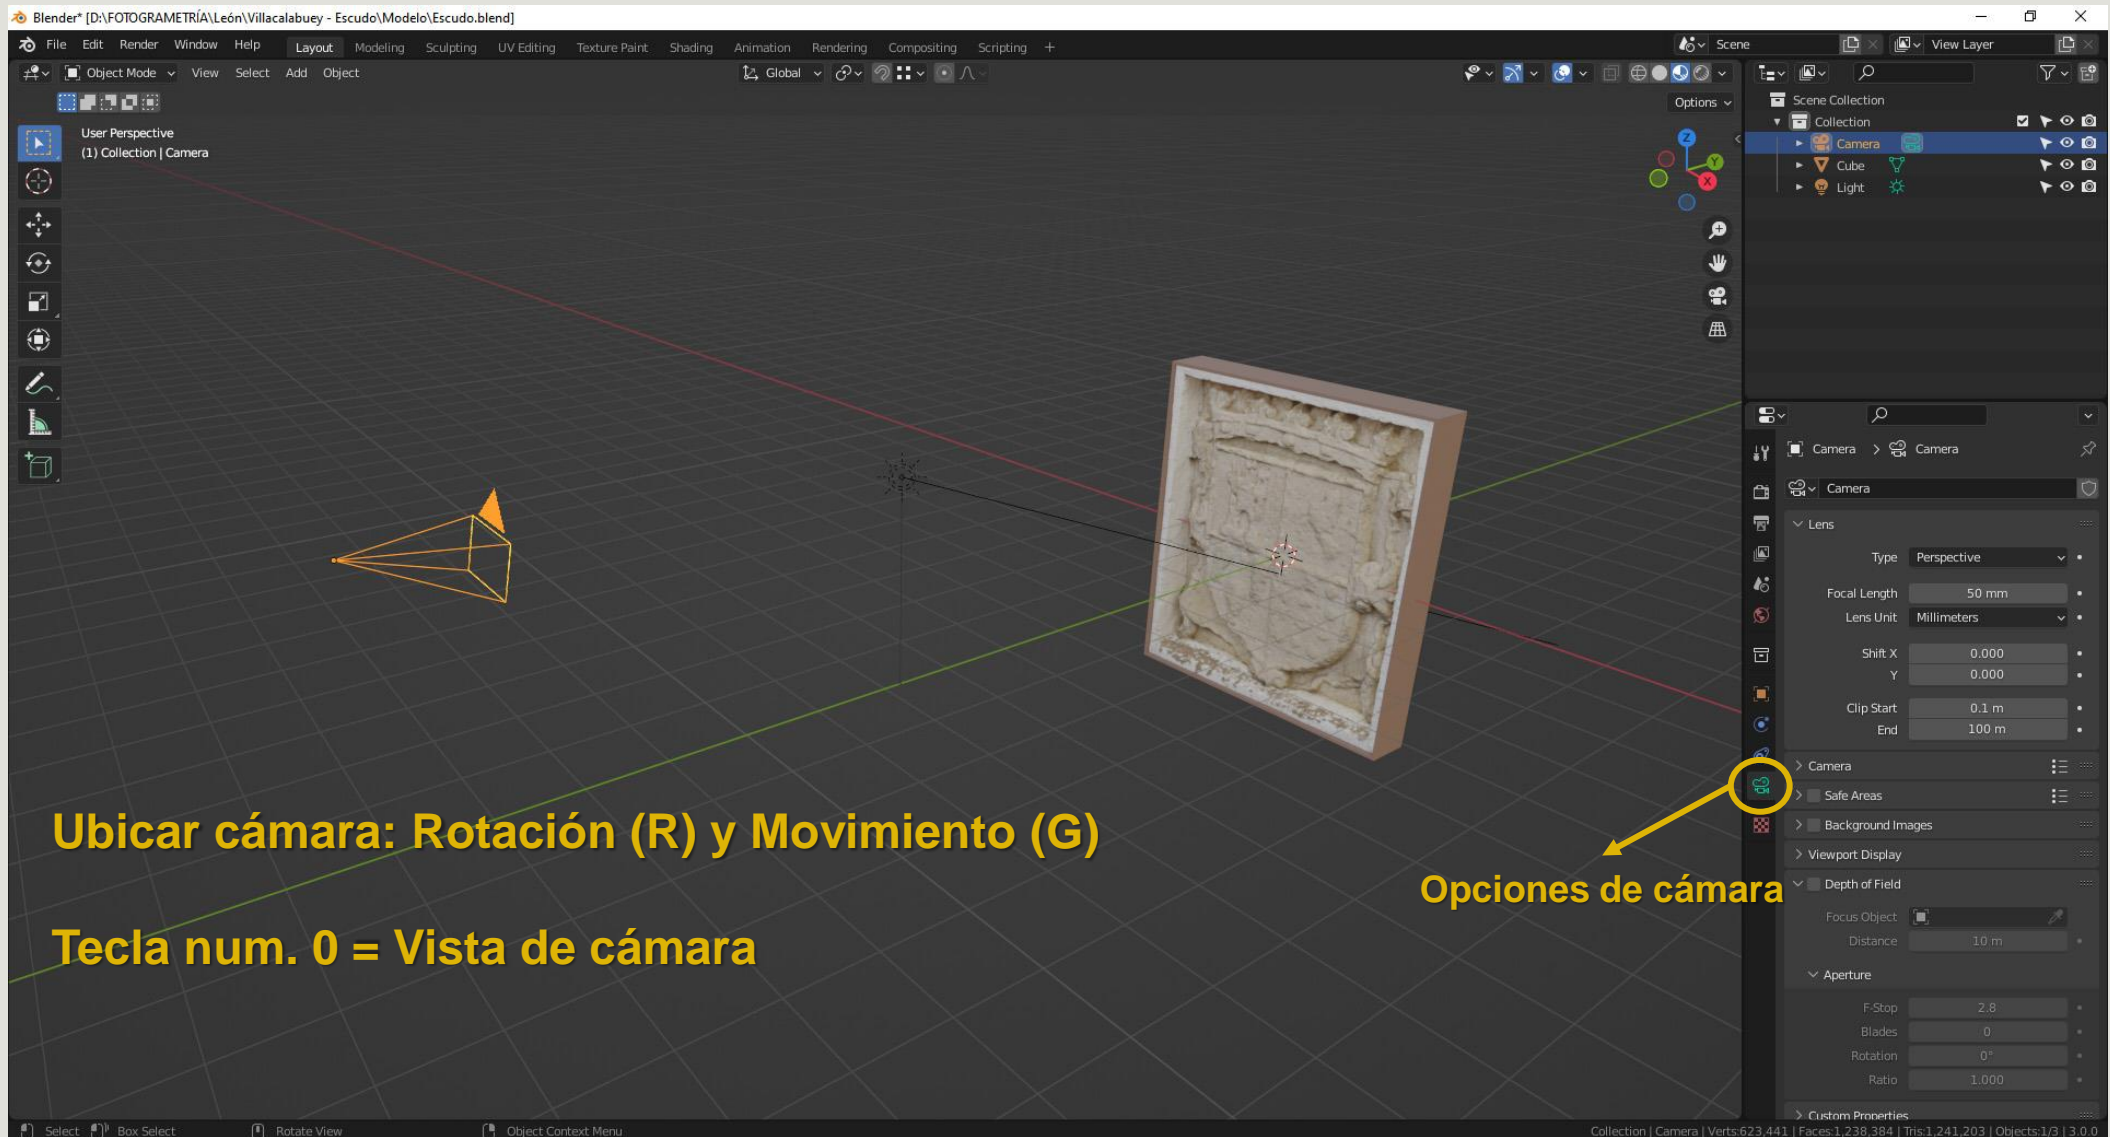 Blender* [D:\FOTOGRAMETRÍA\León\Villacalabuey - Escudo\Modelo\Escudo.blend]
File Edit Render Window Help Layout Modeling Sculpting UV Editing Texture Paint Shading Animation Rendering Compositing Scripting + Scene View Layer
Object Mode View Select Add Object Global
Options
User Perspective
(1) Collection | Camera
Z
Y
X
Scene Collection
Collection
Camera
Cube
Light
Camera > Camera
Camera
Lens
Type Perspective
Focal Length 50 mm
Lens Unit Millimeters
Shift X 0.000
Y 0.000
Clip Start 0.1 m
End 100 m
Camera
Safe Areas
Background Images
Viewport Display
Depth of Field
Focus Object
Distance 10 m
Aperture
F-Stop 2.8
Blades 0
Rotation 0°
Ratio 1.000
Custom Properties
Ubicar cámara: Rotación (R) y Movimiento (G)
Opciones de cámara
Tecla num. 0 = Vista de cámara
Select Box Select Rotate View Object Context Menu
Collection | Camera | Verts:623,441 | Faces:1,238,384 | Tris:1,241,203 | Objects:1/3 | 3.0.0